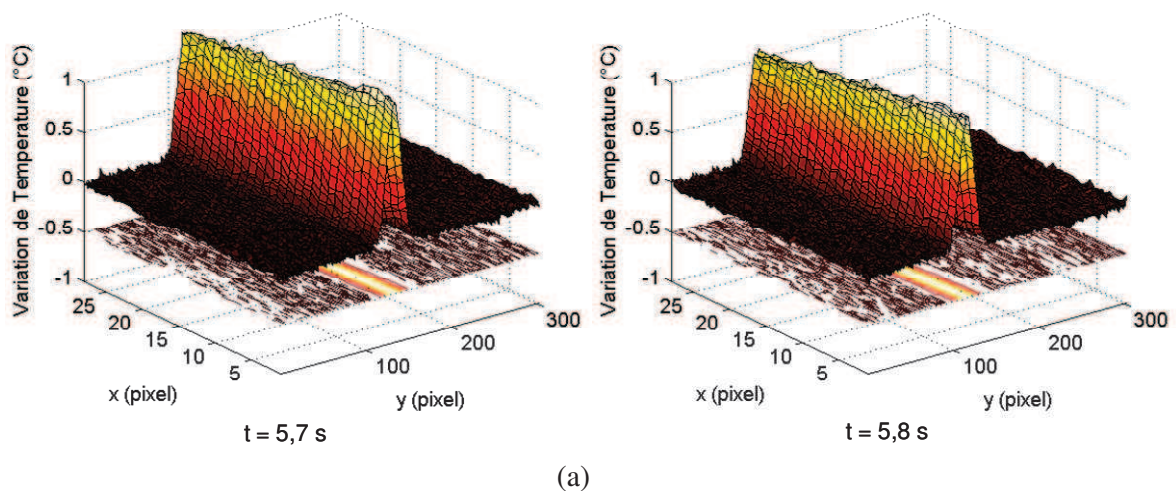 Variation de Temperature (°C)
1
0.5
0
-0.5
-1
25
20
15
10
5
x (pixel)
100
200
300
y (pixel)
t = 5,7 s
Variation de Temperature (°C)
1
0.5
0
-0.5
-1
25
20
15
10
5
x (pixel)
100
200
300
y (pixel)
t = 5,8 s
(a)